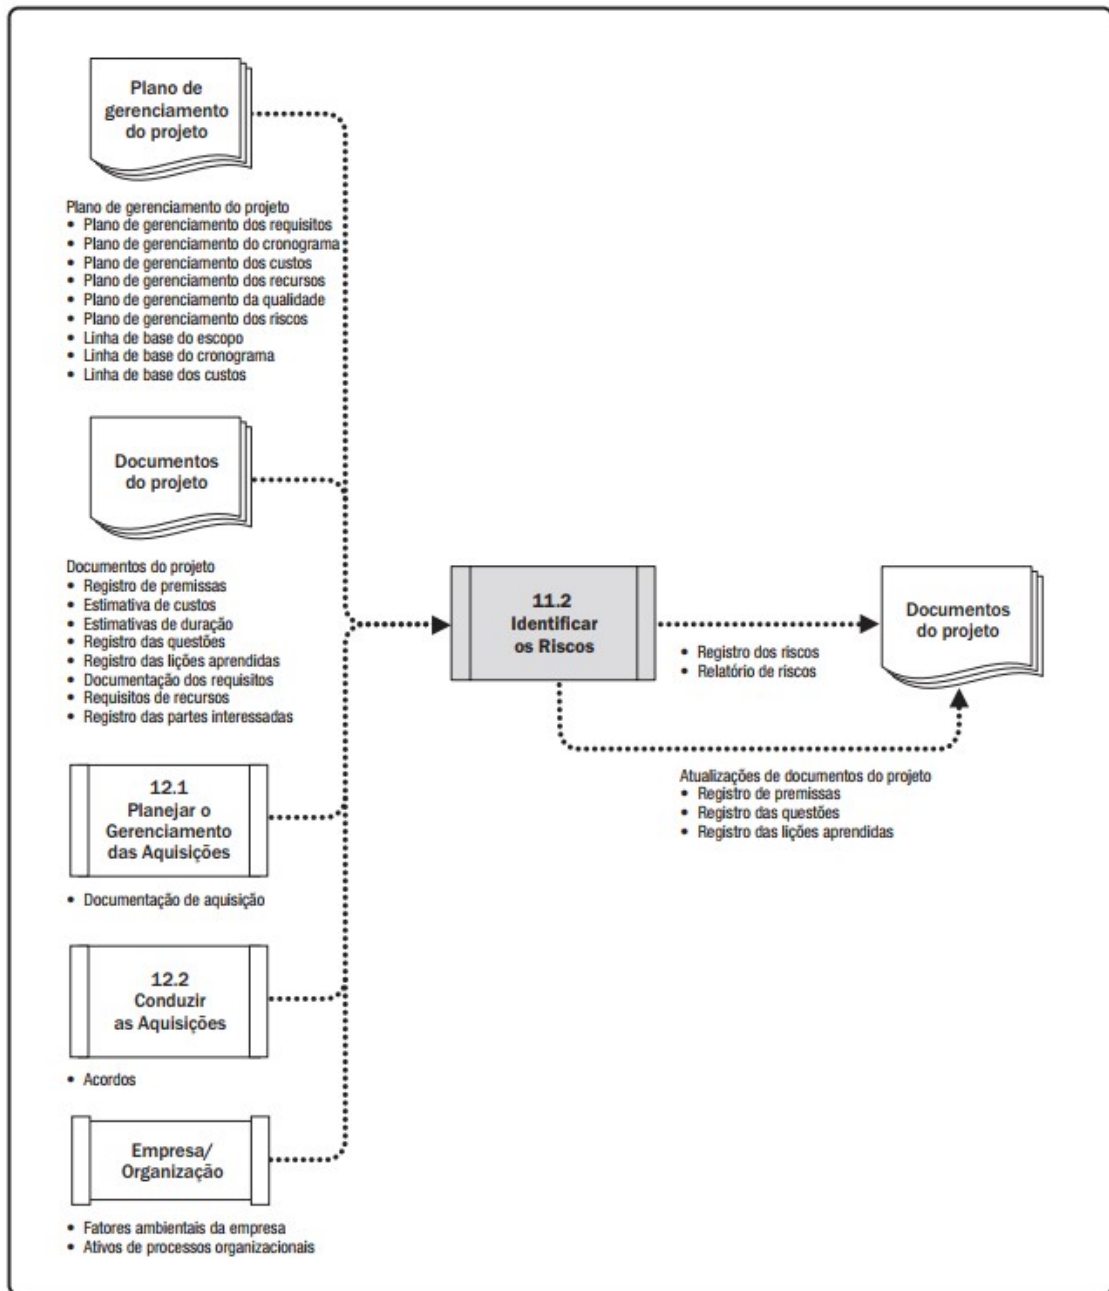 Plano de
gerenciamento
do projeto
Plano de gerenciamento do projeto
• Plano de gerenciamento dos requisitos
• Plano de gerenciamento do cronograma
• Plano de gerenciamento dos custos
• Plano de gerenciamento dos recursos
• Plano de gerenciamento da qualidade
• Plano de gerenciamento dos riscos
• Linha de base do escopo
• Linha de base do cronograma
• Linha de base dos custos
Documentos
do projeto
Documentos do projeto
• Registro de premissas
• Estimativa de custos
• Estimativas de duração
• Registro das questões
• Registro das lições aprendidas
• Documentação dos requisitos
• Requisitos de recursos
• Registro das partes interessadas
12.1
Planejar o
Gerenciamento
das Aquisições
• Documentação de aquisição
12.2
Conduzir
as Aquisições
• Acordos
Empresa/
Organização
• Fatores ambientais da empresa
• Ativos de processos organizacionais
11.2
Identificar
os Riscos
• Registro dos riscos
• Relatório de riscos
Documentos
do projeto
Atualizações de documentos do projeto
• Registro de premissas
• Registro das questões
• Registro das lições aprendidas